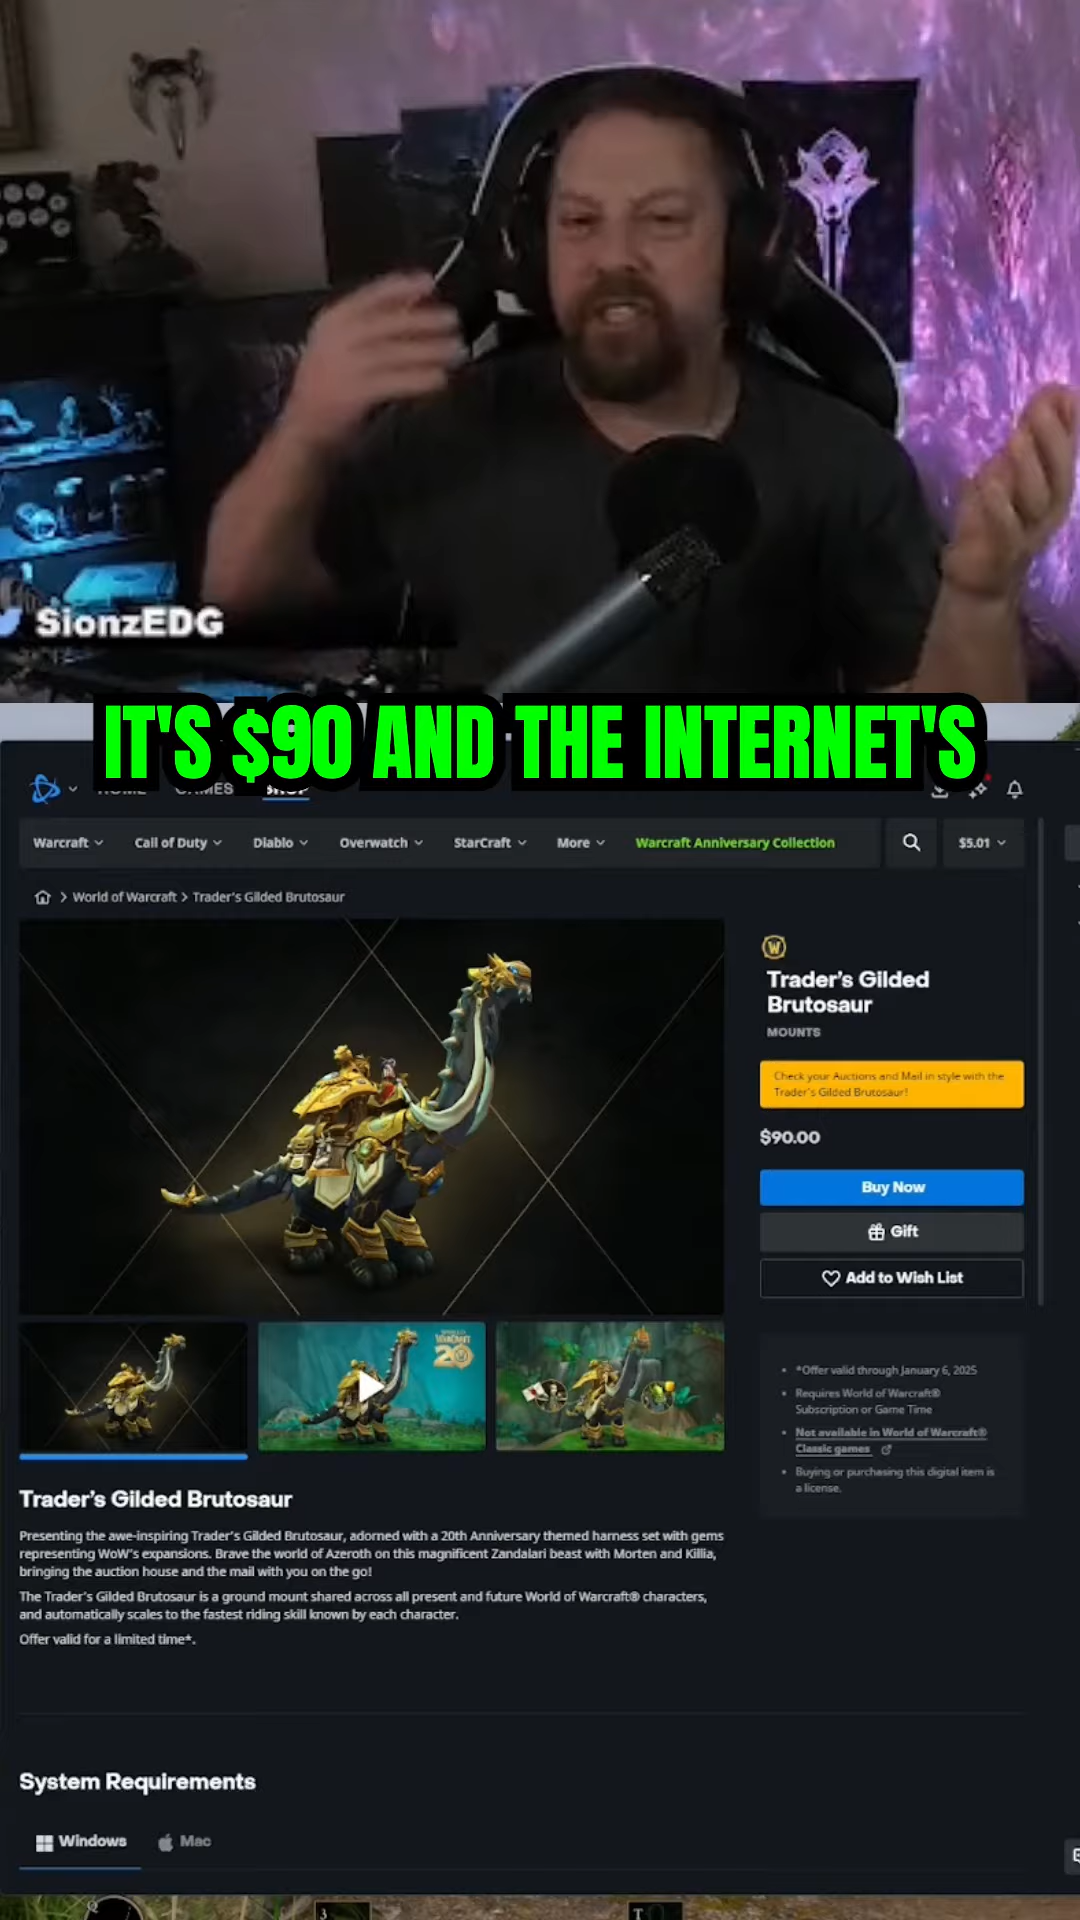 SionzEDG
IT'S $90 AND THE INTERNET'S
HOME GAMES SHOP
Warcraft Call of Duty Diablo Overwatch StarCraft More Warcraft Anniversary Collection $5.01
World of Warcraft > Trader's Gilded Brutosaur
Trader's Gilded
Brutosaur
MOUNTS
Check your Auctions and Mail in style with the
Trader's Gilded Brutosaur!
$90.00
Buy Now
Gift
Add to Wish List
WARCRAFT
20
• *Offer valid through January 6, 2025
• Requires World of Warcraft®
Subscription or Game Time
• Not available in World of Warcraft®
Classic games
• Buying or purchasing this digital item is
a license.
Trader's Gilded Brutosaur
Presenting the awe-inspiring Trader's Gilded Brutosaur, adorned with a 20th Anniversary themed harness set with gems
representing WoW's expansions. Brave the world of Azeroth on this magnificent Zandalari beast with Morten and Killia,
bringing the auction house and the mail with you on the go!
The Trader's Gilded Brutosaur is a ground mount shared across all present and future World of Warcraft® characters,
and automatically scales to the fastest riding skill known by each character.
Offer valid for a limited time*.
System Requirements
Windows Mac
Q 3 T